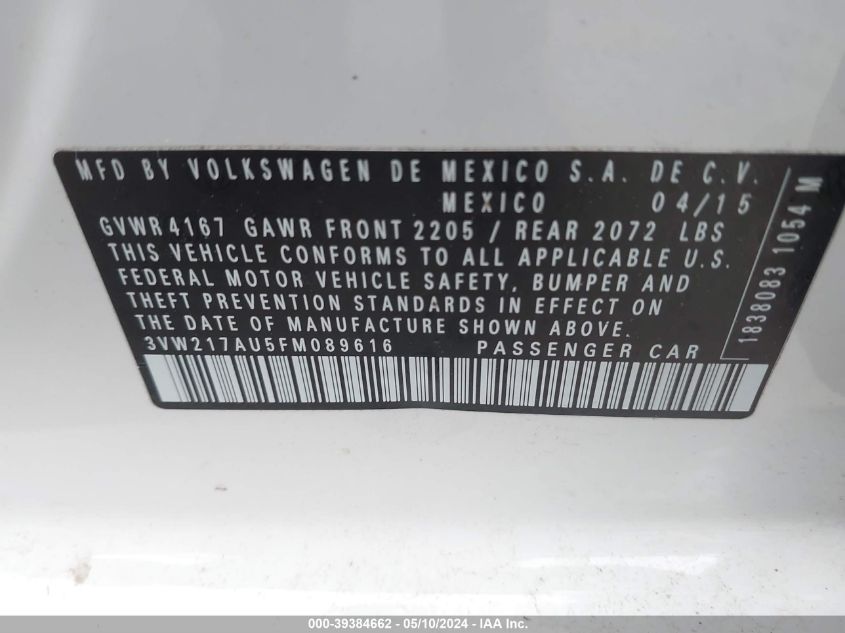 MFD BY VOLKSWAGEN DE MEXICO S.A. DE C.V.
MEXICO 04/15
GVWR 4167 GAWR FRONT 2205 / REAR 2072 LBS
THIS VEHICLE CONFORMS TO ALL APPLICABLE U.S.
FEDERAL MOTOR VEHICLE SAFETY, BUMPER AND
THEFT PREVENTION STANDARDS IN EFFECT ON
THE DATE OF MANUFACTURE SHOWN ABOVE.
3VW217AU5FM089616 PASSENGER CAR
1838083 1054 M
000-39384662 - 05/10/2024 - IAA Inc.